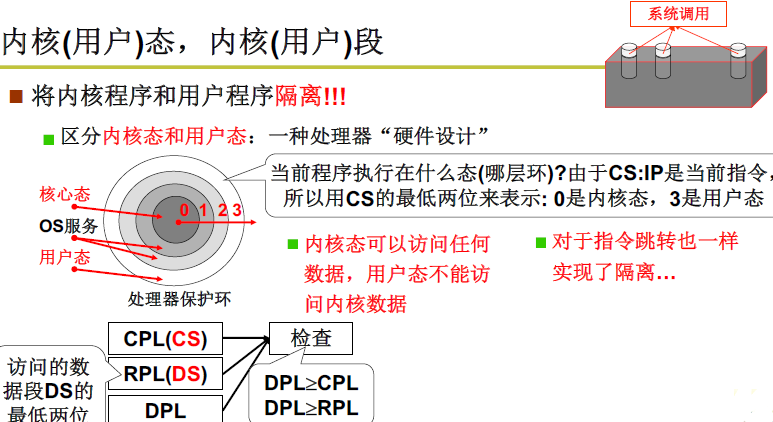 系统调用
内核(用户)态，内核(用户)段
将内核程序和用户程序隔离!!!
区分内核态和用户态：一种处理器“硬件设计”
当前程序执行在什么态(哪层环)?由于CS:IP是当前指令，
所以用CS的最低两位来表示: 0是内核态，3是用户态
核心态
OS服务
用户态
0 1 2 3
处理器保护环
内核态可以访问任何
数据，用户态不能访
问内核数据
对于指令跳转也一样
实现了隔离...
CPL(CS)
RPL(DS)
DPL
检查
DPL≥CPL
DPL≥RPL
访问的数
据段DS的
最低两位